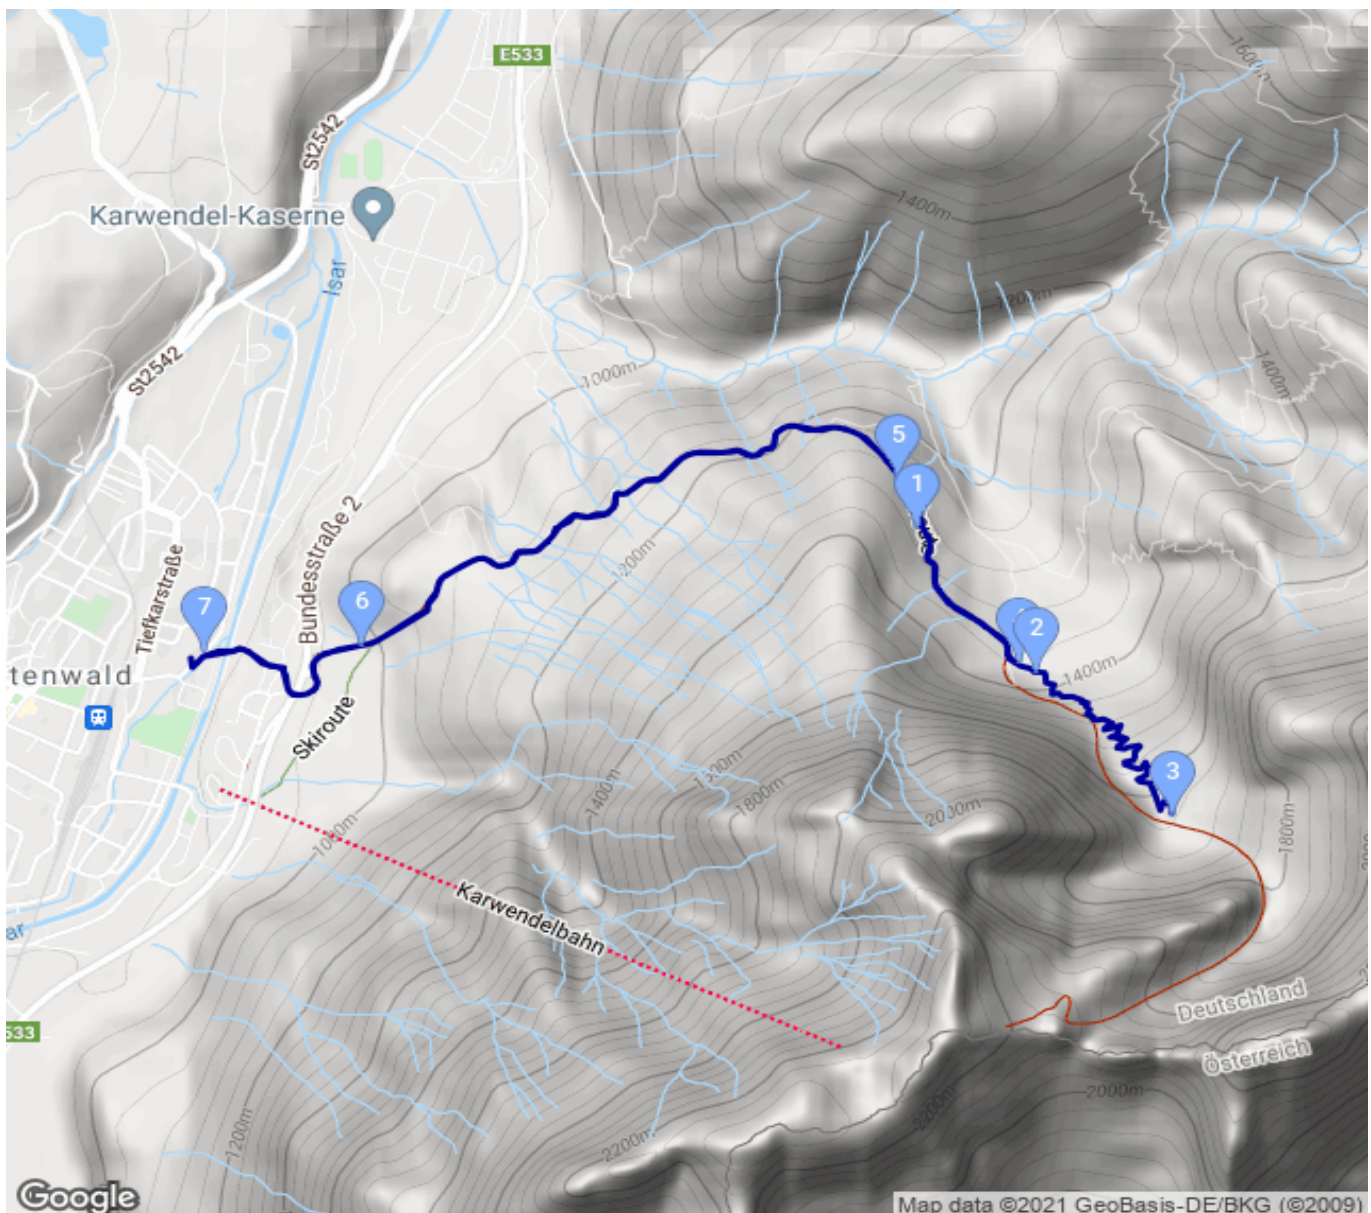 E533
1600m
St2542
Karwendel-Kaserne
1400m
Isar
1200m
St2542
1000m
1400m
5
1
Bundesstraße 2
1200m
Tiefkarstraße
7
6
2
tenwald
1400m
Skiroute
3
1400m
1800m
2000m
1800m
1000m
Karwendelbahn
ar
Deutschland
533
Österreich
2000m
2200m
1200m
2200m
Google
Map data ©2021 GeoBasis-DE/BKG (©2009)